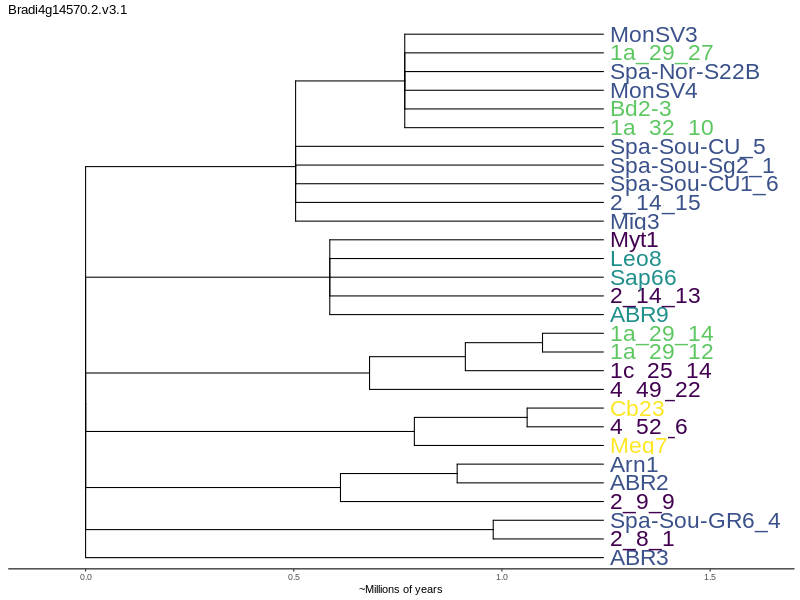 Bradi4g14570.2.v3.1
MonSV3
1a_29_27
Spa-Nor-S22B
MonSV4
Bd2-3
1a_32_10
Spa-Sou-CU_5
Spa-Sou-Sg2_1
Spa-Sou-CU1_6
2_14_15
Mig3
Myt1
Leo8
Sap66
2_14_13
ABR9
1a_29_14
1a_29_12
1c_25_14
4_49_22
Cb23
4_52_6
Meg7
Arn1
ABR2
2_9_9
Spa-Sou-GR6_4
2_8_1
ABR3
0.0 0.5 1.0 1.5
~Millions of years